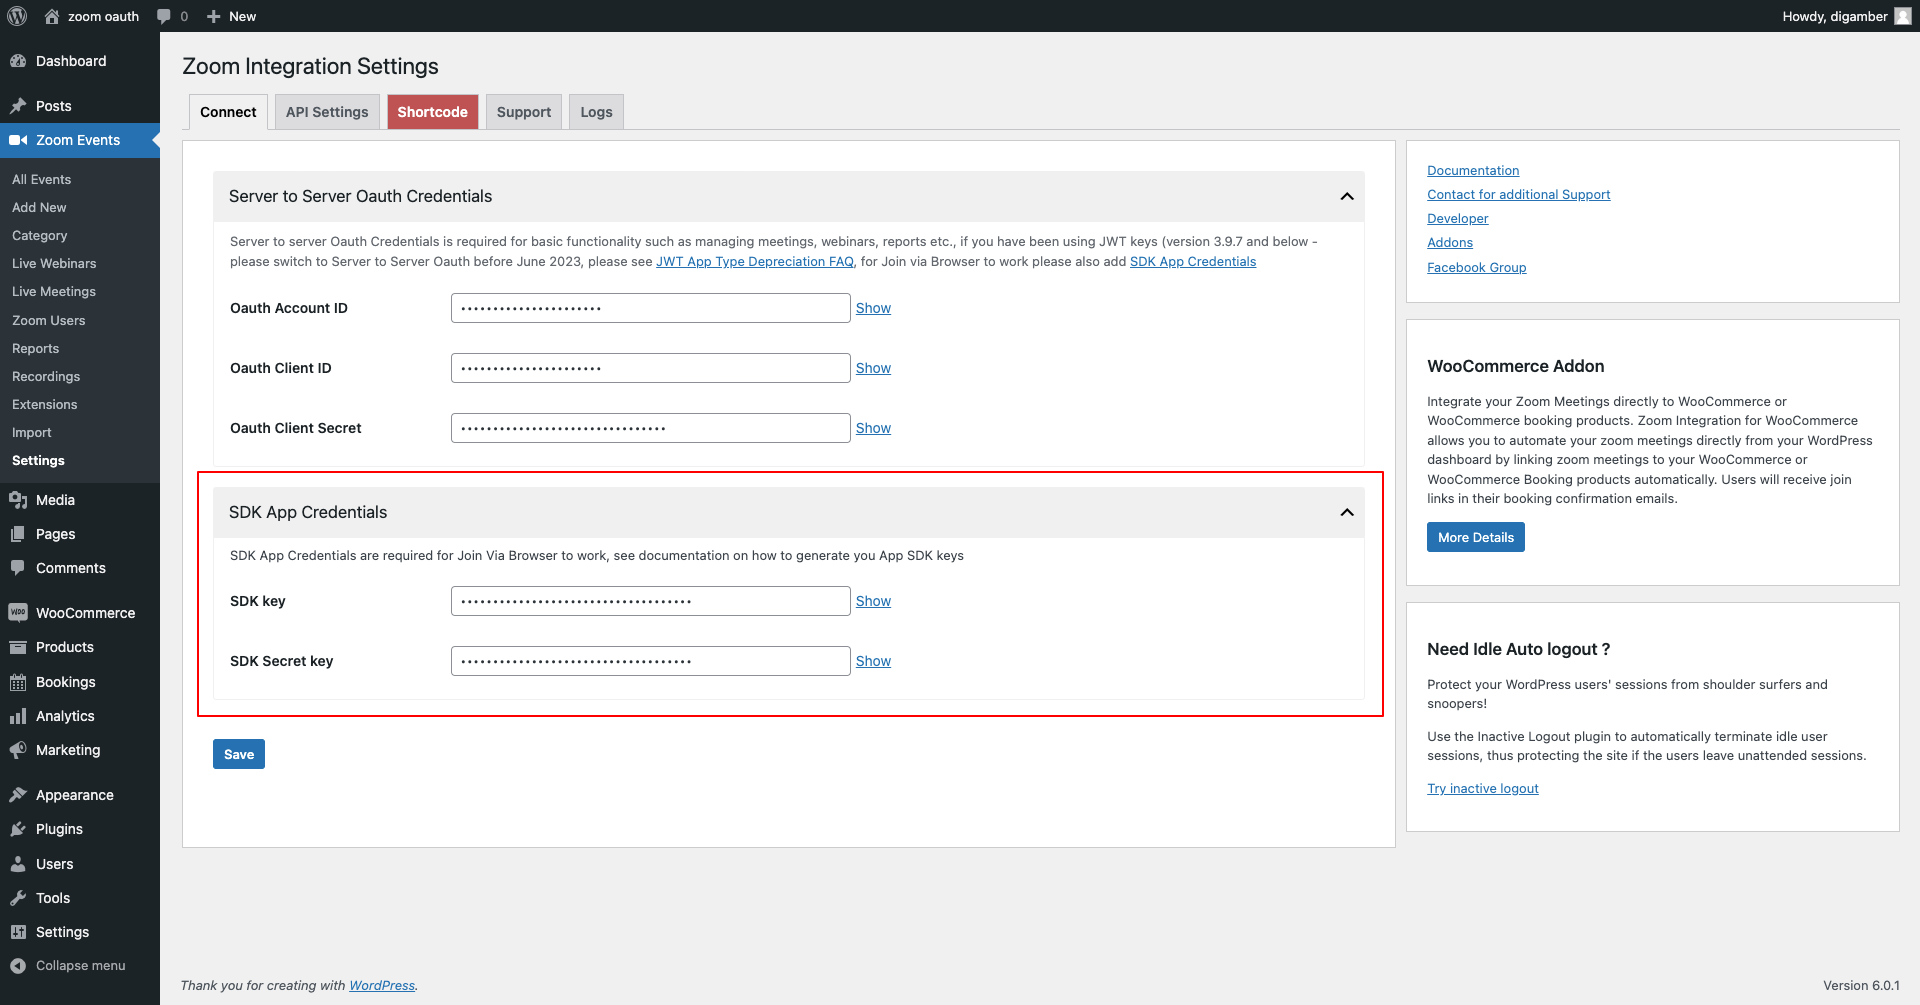 zoom oauth
0
New
Howdy, digamber
Dashboard
Posts
Zoom Events
All Events
Add New
Category
Live Webinars
Live Meetings
Zoom Users
Reports
Recordings
Extensions
Import
Settings
Media
Pages
Comments
WooCommerce
Products
Bookings
Analytics
Marketing
Appearance
Plugins
Users
Tools
Settings
Collapse menu
Zoom Integration Settings
Connect
API Settings
Shortcode
Support
Logs
Server to Server Oauth Credentials
Server to server Oauth Credentials is required for basic functionality such as managing meetings, webinars, reports etc., if you have been using JWT keys (version 3.9.7 and below -
please switch to Server to Server Oauth before June 2023, please see JWT App Type Depreciation FAQ, for Join via Browser to work please also add SDK App Credentials
Oauth Account ID
Show
Oauth Client ID
Show
Oauth Client Secret
Show
SDK App Credentials
SDK App Credentials are required for Join Via Browser to work, see documentation on how to generate you App SDK keys
SDK key
Show
SDK Secret key
Show
Save
Documentation
Contact for additional Support
Developer
Addons
Facebook Group
WooCommerce Addon
Integrate your Zoom Meetings directly to WooCommerce or
WooCommerce booking products. Zoom Integration for WooCommerce
allows you to automate your zoom meetings directly from your WordPress
dashboard by linking zoom meetings to your WooCommerce or
WooCommerce Booking products automatically. Users will receive join
links in their booking confirmation emails.
More Details
Need Idle Auto logout ?
Protect your WordPress users' sessions from shoulder surfers and
snoopers!
Use the Inactive Logout plugin to automatically terminate idle user
sessions, thus protecting the site if the users leave unattended sessions.
Try inactive logout
Thank you for creating with WordPress.
Version 6.0.1